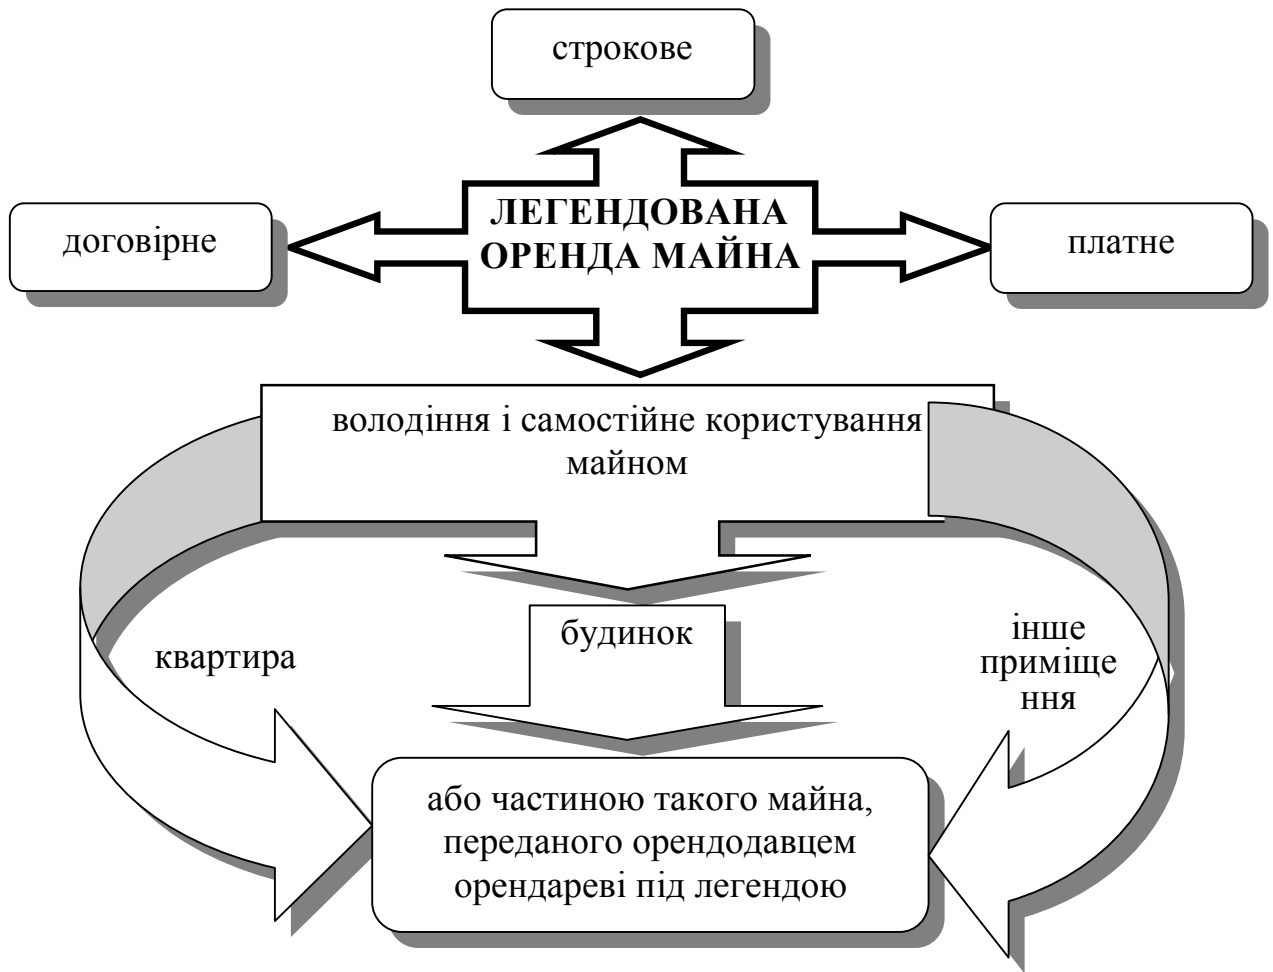 строкове
ЛЕГЕНДОВАНА
ОРЕНДА МАЙНА
договірне
платне
володіння і самостійне користування
майном
квартира
будинок
інше
приміще
ння
або частиною такого майна,
переданого орендодавцем
орендареві під легендою